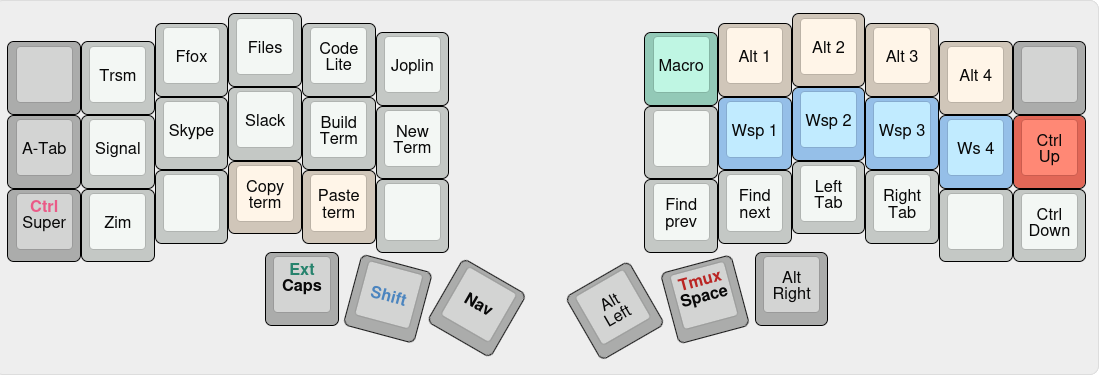 Trsm
Ffox
Files
Code
Lite
Joplin
A-Tab
Signal
Skype
Slack
Build
Term
New
Term
Ctrl
Super
Zim
Copy
term
Paste
term
Ext
Caps
Shift
Nav
Macro
Alt 1
Alt 2
Alt 3
Alt 4
Wsp 1
Wsp 2
Wsp 3
Ws 4
Ctrl
Up
Find
prev
Find
next
Left
Tab
Right
Tab
Ctrl
Down
Alt
Left
Tmux
Space
Alt
Right